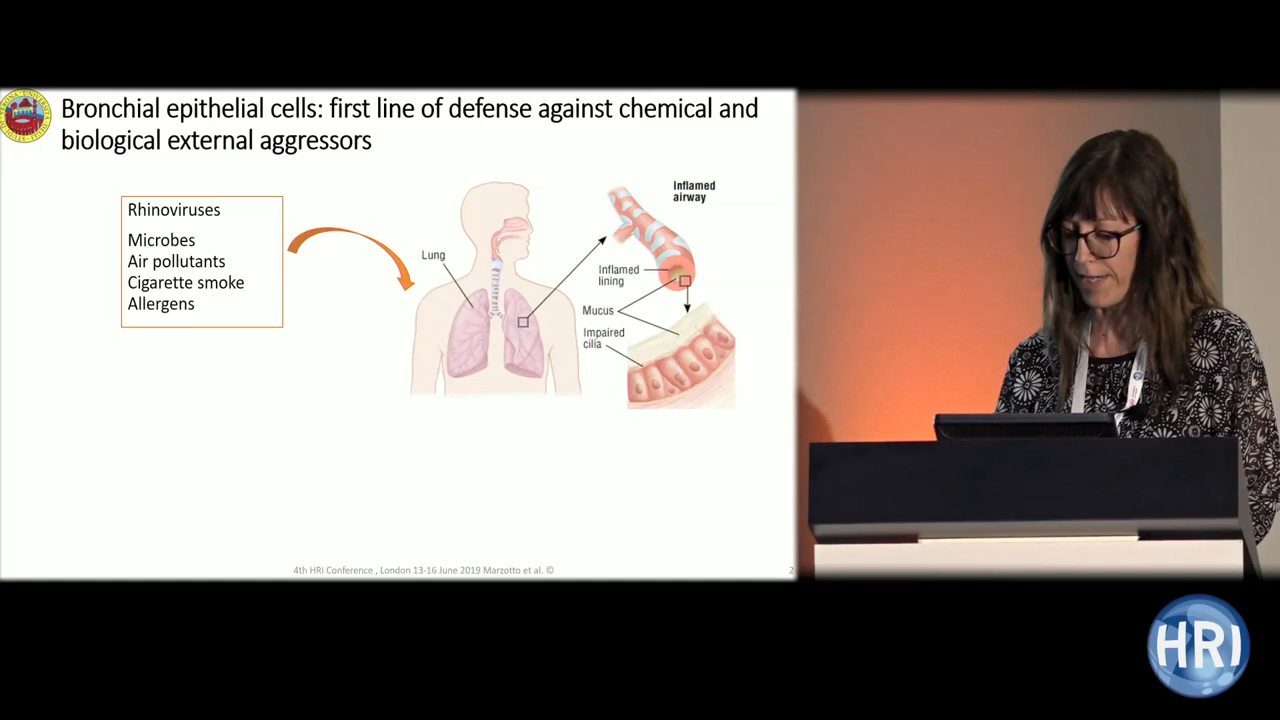 Bronchial epithelial cells: first line of defense against chemical and
biological external aggressors
Rhinoviruses
Microbes
Air pollutants
Cigarette smoke
Allergens
Lung
Inflamed
airway
Inflamed
lining
Mucus
Impaired
cilia
4th HRI Conference , London 13-16 June 2019 Marzotto et al. ©
2
HRI